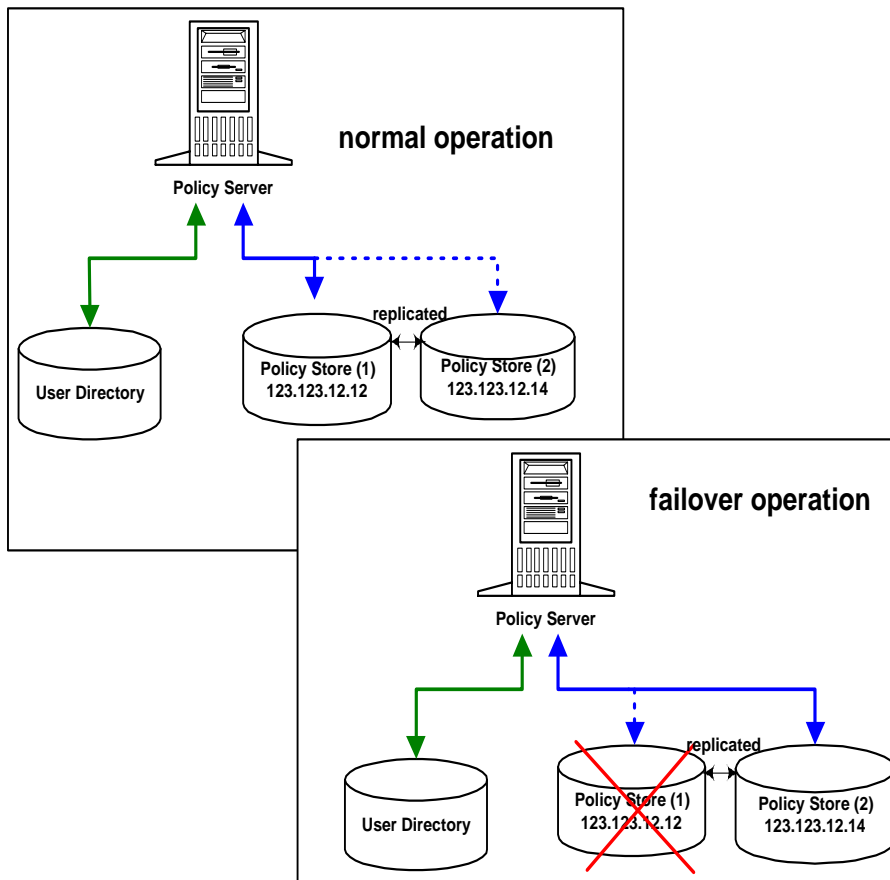 normal operation
Policy Server
replicated
Policy Store (1)
123.123.12.12
Policy Store (2)
123.123.12.14
User Directory
failover operation
Policy Server
replicated
Policy Store (1)
123.123.12.12
Policy Store (2)
123.123.12.14
User Directory